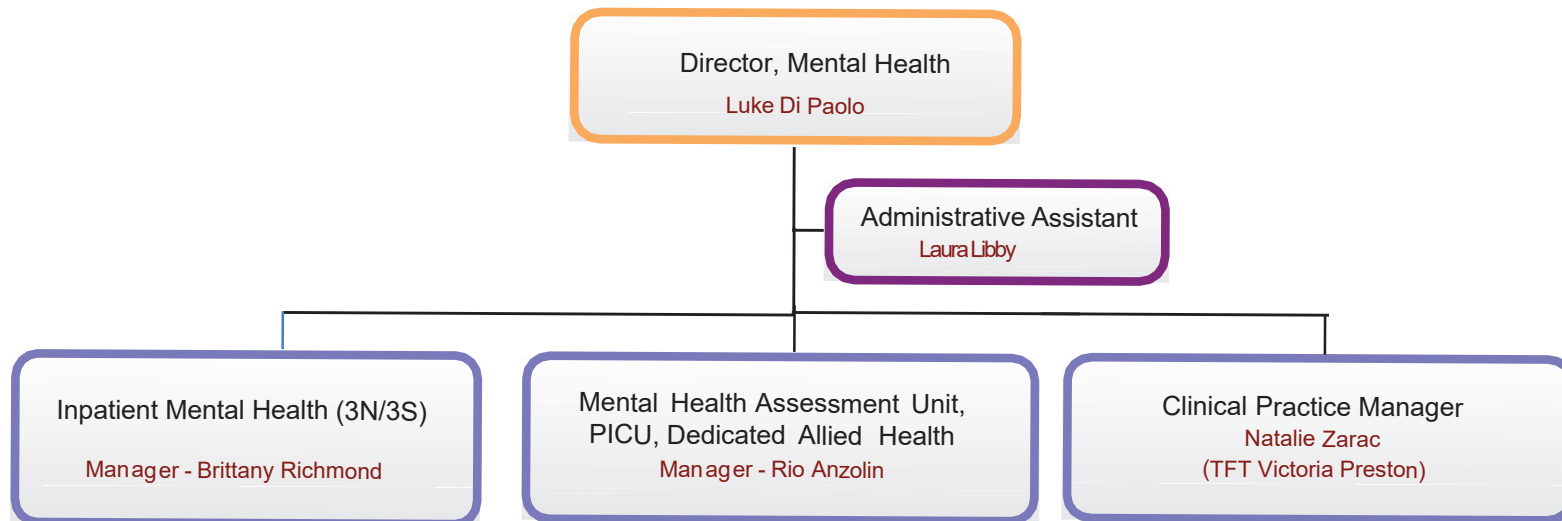 Director, Mental Health
Luke Di Paolo
Administrative Assistant
Laura Libby
Inpatient Mental Health (3N/3S)
Manager - Brittany Richmond
Mental Health Assessment Unit,
PICU, Dedicated Allied Health
Manager - Rio Anzolin
Clinical Practice Manager
Natalie Zarac
(TFT Victoria Preston)